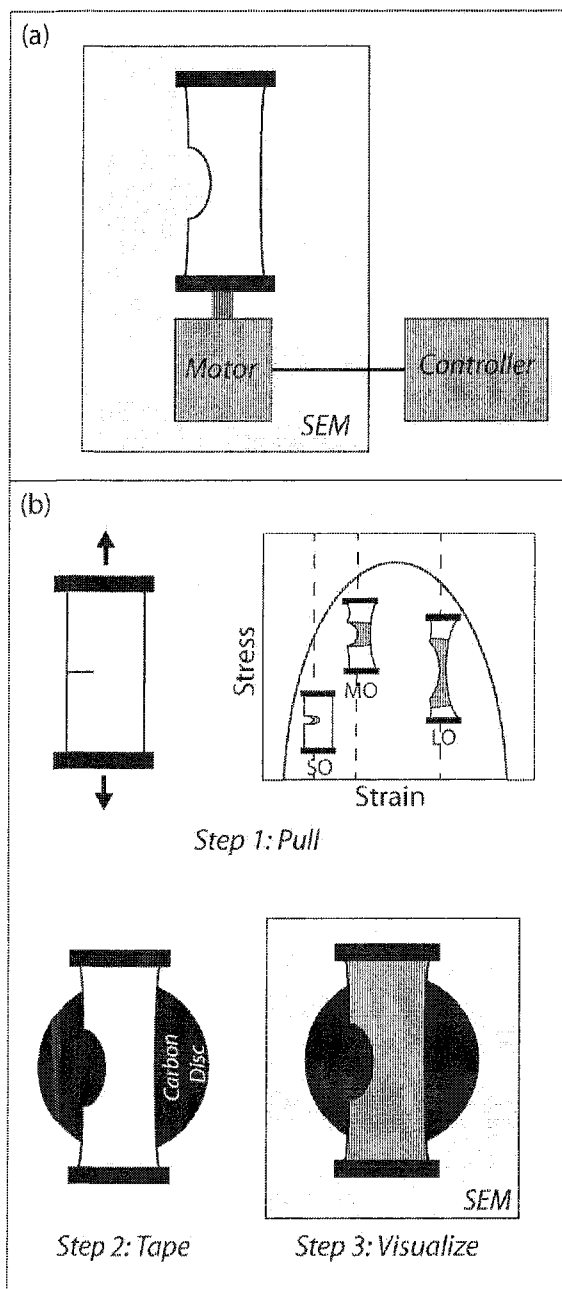 (a)
Motor
Controller
SEM
(b)
Stress
MO
SO
LO
Strain
Step 1: Pull
Carbon
Disc
SEM
Step 2: Tape
Step 3: Visualize